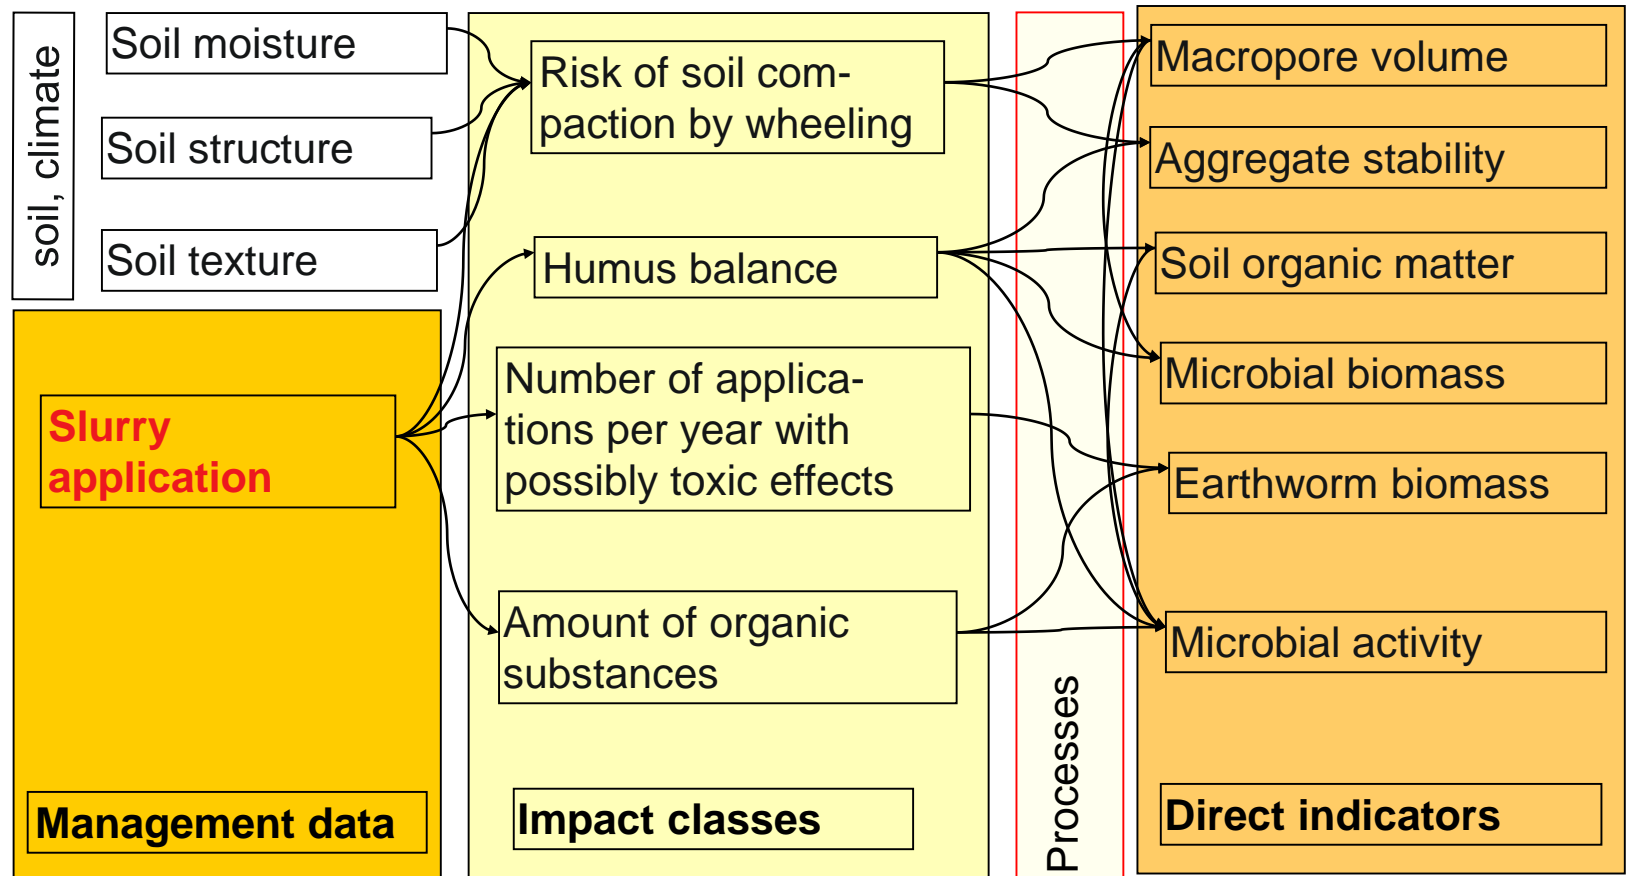 soil, climate
Soil moisture
Soil structure
Soil texture
Slurry
application
Management data
Risk of soil com-
paction by wheeling
Humus balance
Number of applica-
tions per year with
possibly toxic effects
Amount of organic
substances
Impact classes
Processes
Macropore volume
Aggregate stability
Soil organic matter
Microbial biomass
Earthworm biomass
Microbial activity
Direct indicators